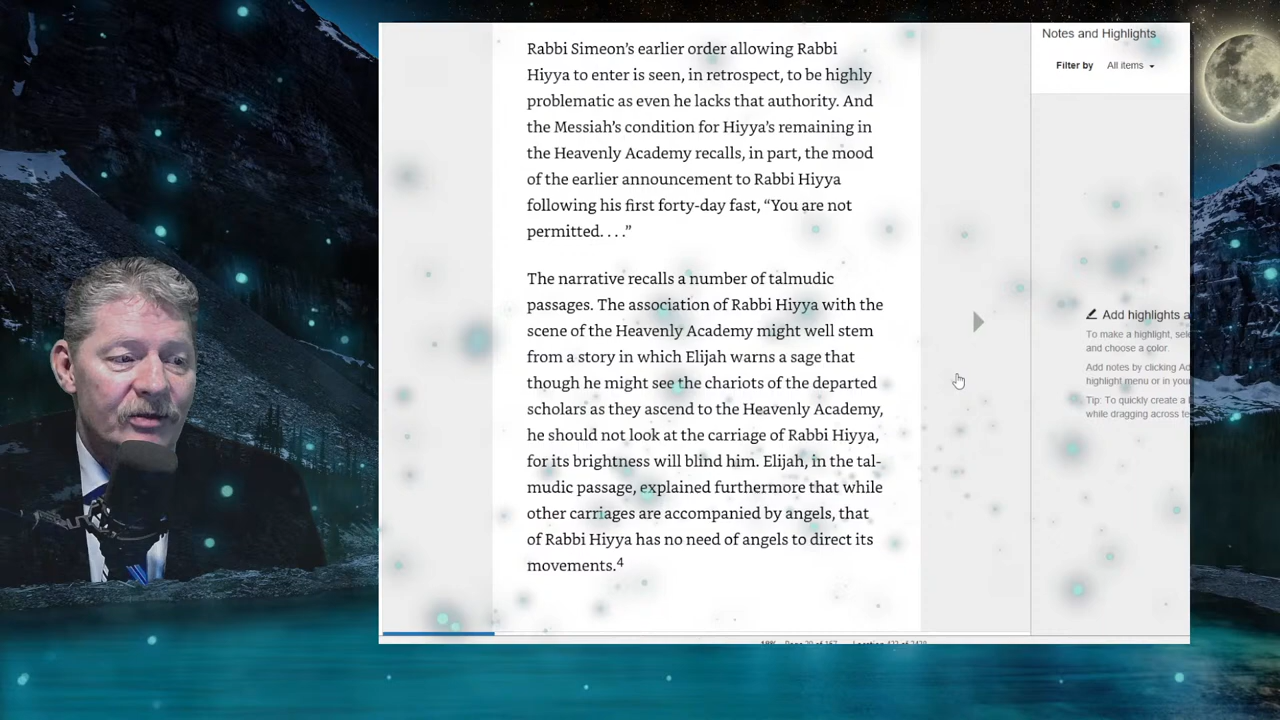 Rabbi Simeon's earlier order allowing Rabbi
Hiyya to enter is seen, in retrospect, to be highly
problematic as even he lacks that authority. And
the Messiah's condition for Hiyya's remaining in
the Heavenly Academy recalls, in part, the mood
of the earlier announcement to Rabbi Hiyya
following his first forty-day fast, “You are not
permitted. . . .”
The narrative recalls a number of talmudic
passages. The association of Rabbi Hiyya with the
scene of the Heavenly Academy might well stem
from a story in which Elijah warns a sage that
though he might see the chariots of the departed
scholars as they ascend to the Heavenly Academy,
he should not look at the carriage of Rabbi Hiyya,
for its brightness will blind him. Elijah, in the tal-
mudic passage, explained furthermore that while
other carriages are accompanied by angels, that
of Rabbi Hiyya has no need of angels to direct its
movements.4
Notes and Highlights
Filter by All items
Add highlights a
To make a highlight, sel
and choose a color.
Add notes by clicking Ad
highlight menu or in your
Tip: To quickly create a
while dragging across te